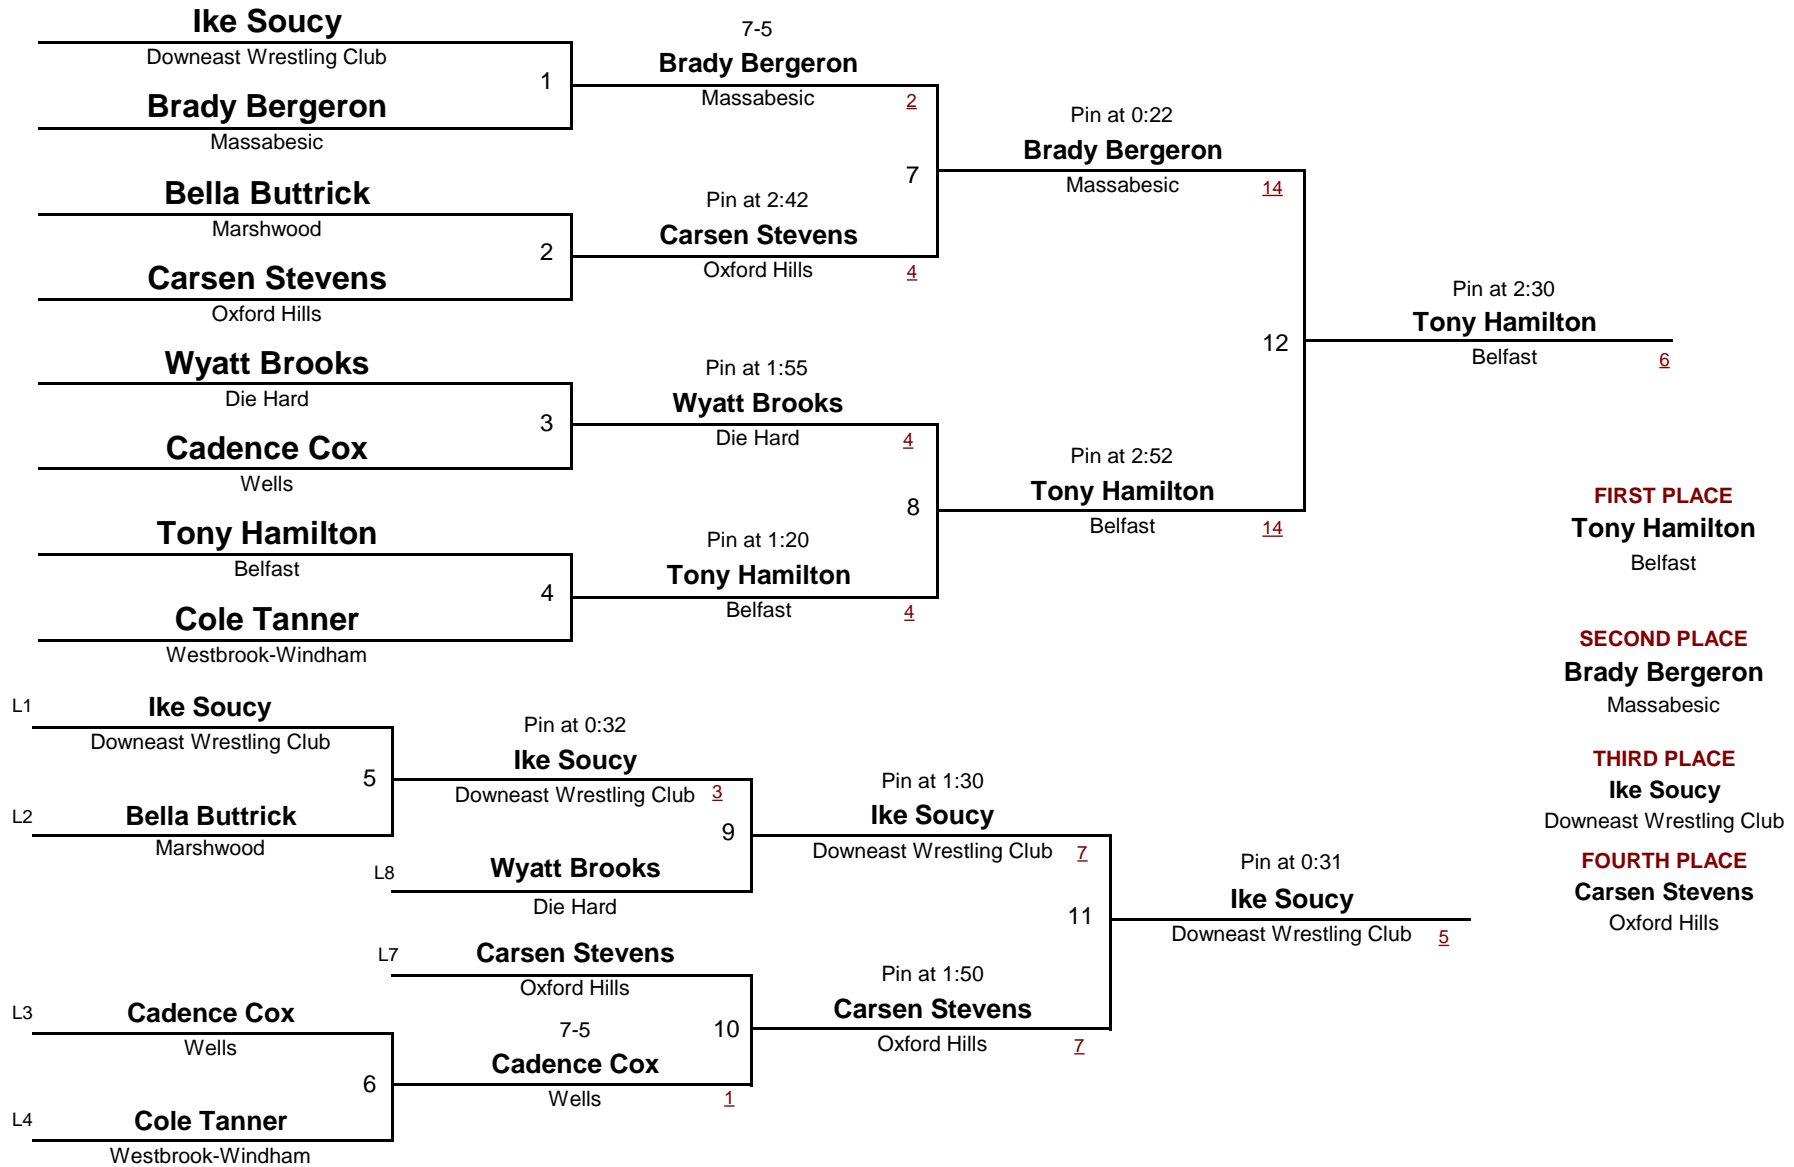 Ike Soucy
Downeast Wrestling Club
1
Brady Bergeron
Massabesic
7-5
Brady Bergeron
Massabesic 2
Bella Buttrick
Marshwood
2
Carsen Stevens
Oxford Hills
Pin at 2:42
Carsen Stevens
Oxford Hills 4
7
Pin at 0:22
Brady Bergeron
Massabesic 14
Wyatt Brooks
Die Hard
3
Cadence Cox
Wells
Pin at 1:55
Wyatt Brooks
Die Hard 4
Tony Hamilton
Belfast
4
Cole Tanner
Westbrook-Windham
Pin at 1:20
Tony Hamilton
Belfast 4
8
Pin at 2:52
Tony Hamilton
Belfast 14
12
Pin at 2:30
Tony Hamilton
Belfast 6
FIRST PLACE
Tony Hamilton
Belfast
SECOND PLACE
Brady Bergeron
Massabesic
THIRD PLACE
Ike Soucy
Downeast Wrestling Club
FOURTH PLACE
Carsen Stevens
Oxford Hills
L1 Ike Soucy
Downeast Wrestling Club
5
L2 Bella Buttrick
Marshwood
Pin at 0:32
Ike Soucy
Downeast Wrestling Club 3
9
L8 Wyatt Brooks
Die Hard
Pin at 1:30
Ike Soucy
Downeast Wrestling Club 7
L7 Carsen Stevens
Oxford Hills
L3 Cadence Cox
Wells
6
L4 Cole Tanner
Westbrook-Windham
7-5
Cadence Cox
Wells 1
10
Pin at 1:50
Carsen Stevens
Oxford Hills 7
11
Pin at 0:31
Ike Soucy
Downeast Wrestling Club 5